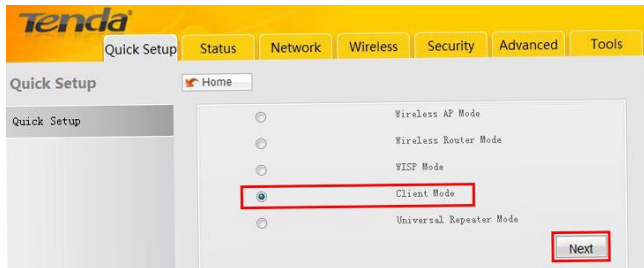 Tenda
Quick Setup Status Network Wireless Security Advanced Tools
Quick Setup Home
Quick Setup
Wireless AP Mode
Wireless Router Mode
WISP Mode
Client Mode
Universal Repeater Mode
Next